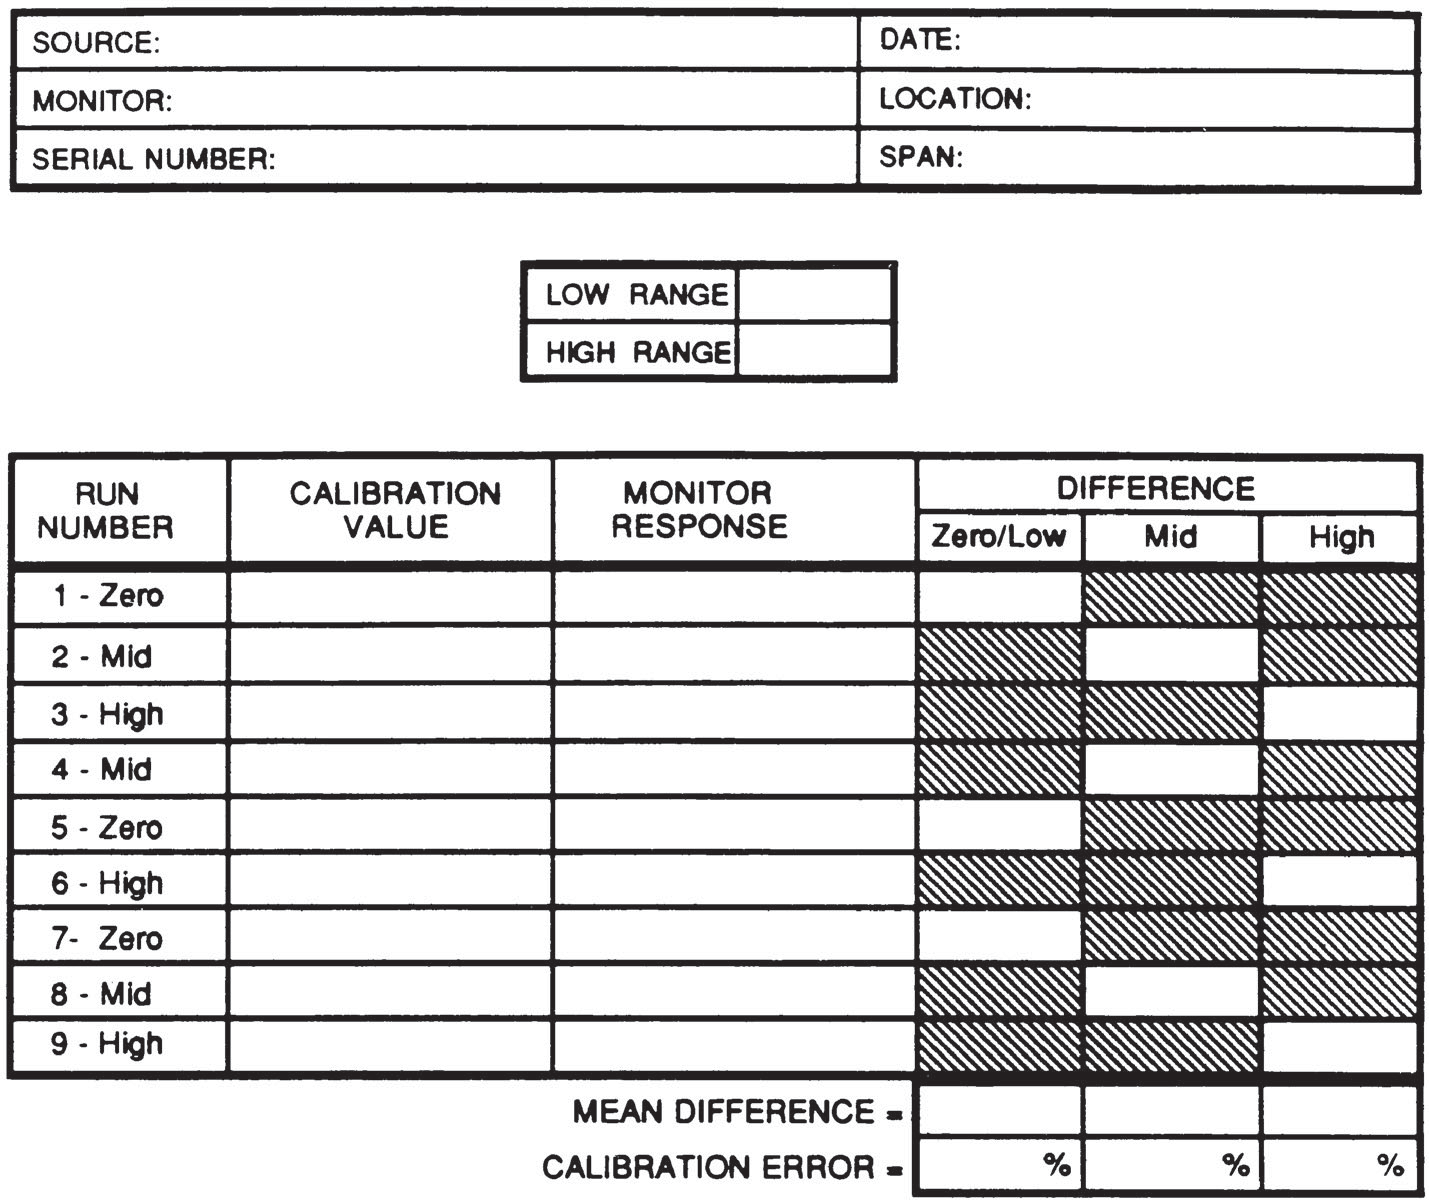 SOURCE: DATE:
MONITOR: LOCATION:
SERIAL NUMBER: SPAN:
LOW RANGE
HIGH RANGE
RUN NUMBER CALIBRATION VALUE MONITOR RESPONSE DIFFERENCE
Zero/Low Mid High
1 - Zero
2 - Mid
3 - High
4 - Mid
5 - Zero
6 - High
7- Zero
8 - Mid
9 - High
MEAN DIFFERENCE =
CALIBRATION ERROR = % % %